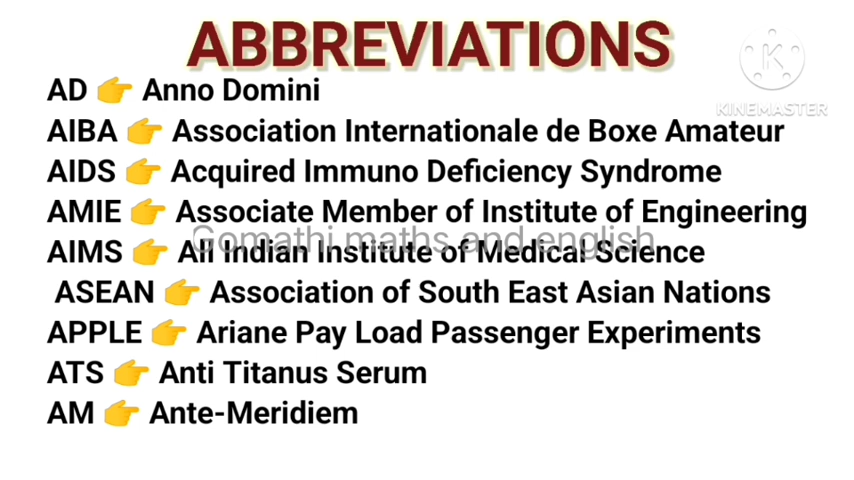 ABBREVIATIONS
K
KINEMASTER
AD 👉 Anno Domini
AIBA 👉 Association Internationale de Boxe Amateur
AIDS 👉 Acquired Immuno Deficiency Syndrome
AMIE 👉 Associate Member of Institute of Engineering
Gomathi maths and english
AIMS 👉 All Indian Institute of Medical Science
ASEAN 👉 Association of South East Asian Nations
APPLE 👉 Ariane Pay Load Passenger Experiments
ATS 👉 Anti Titanus Serum
AM 👉 Ante-Meridiem